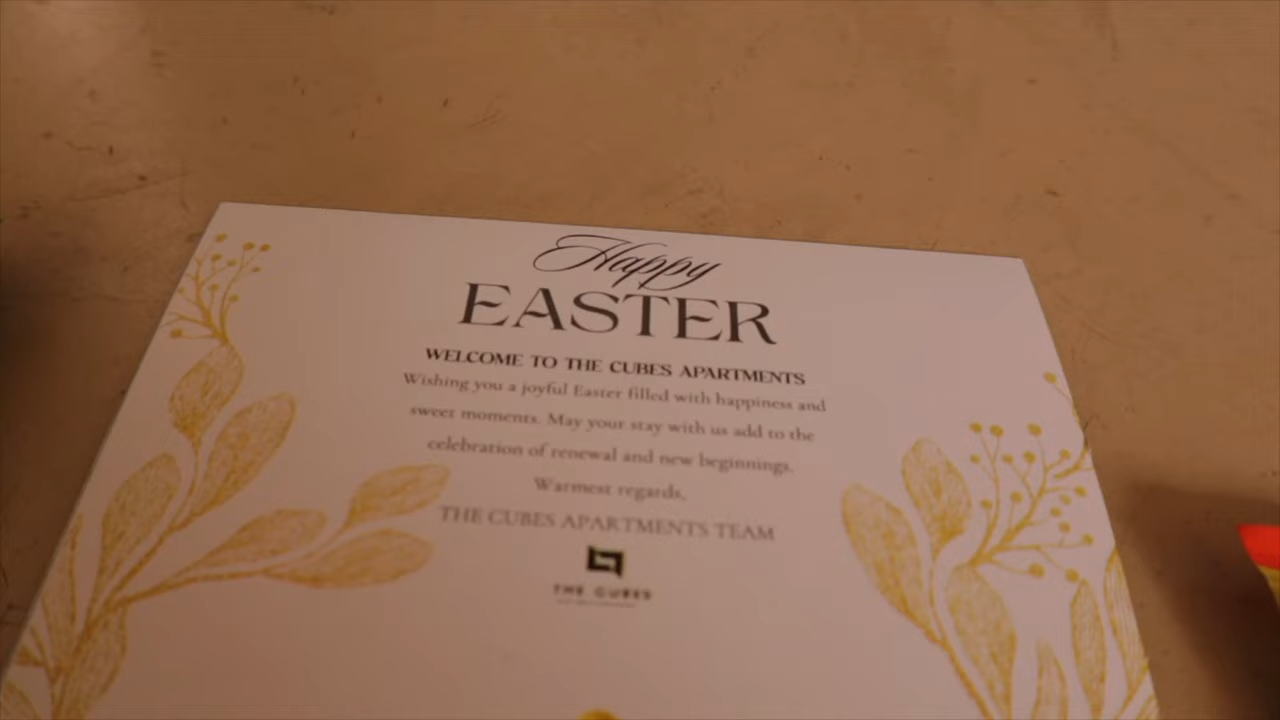 Happy
EASTER
WELCOME TO THE CUBES APARTMENTS
Wishing you a joyful Easter filled with happiness and
sweet moments. May your stay with us add to the
celebration of renewal and new beginnings.
Warmest regards,
THE CUBES APARTMENTS TEAM
THE CUBES